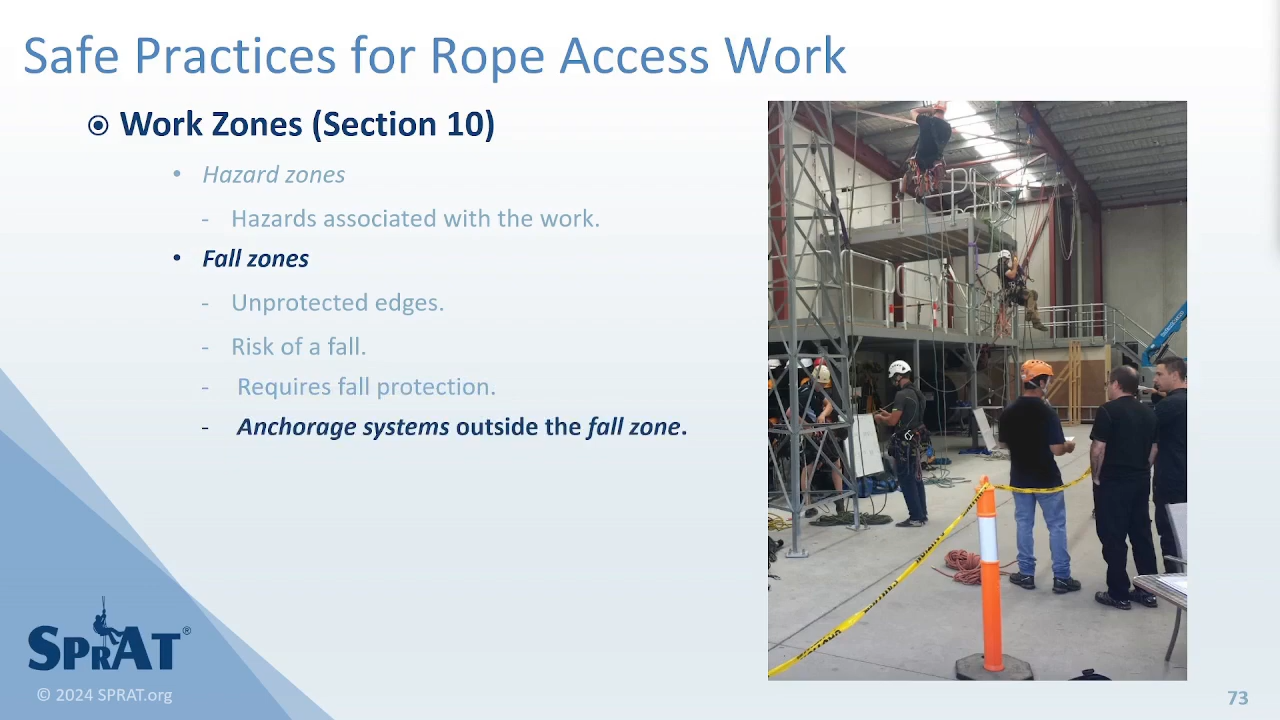 Safe Practices for Rope Access Work
Work Zones (Section 10)
• Hazard zones
- Hazards associated with the work.
• Fall zones
- Unprotected edges.
- Risk of a fall.
- Requires fall protection.
- Anchorage systems outside the fall zone.
SPRAT®
© 2024 SPRAT.org
73